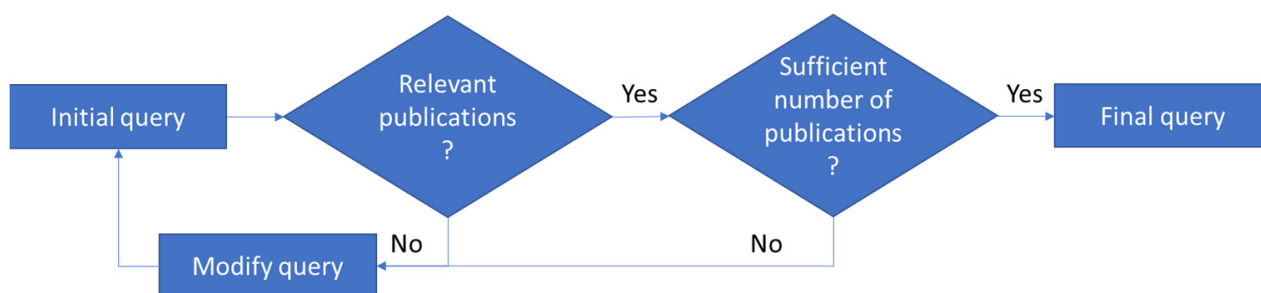 Initial query
Relevant
publications
?
Yes
Sufficient
number of
publications
?
Yes
Final query
No
No
Modify query